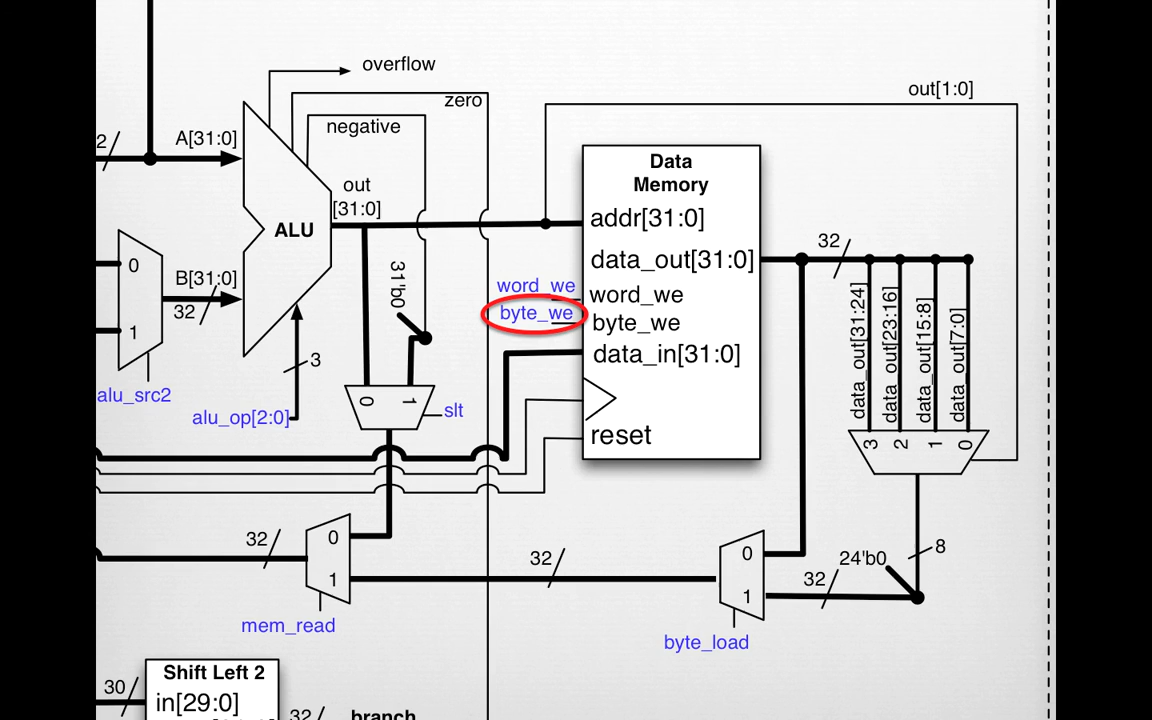 overflow
zero
negative
out[1:0]
2
A[31:0]
out
[31:0]
ALU
0
B[31:0]
32
1
alu_src2
3
alu_op[2:0]
31'b0
0
1
slt
Data
Memory
addr[31:0]
data_out[31:0]
word_we
word_we
byte_we
byte_we
data_in[31:0]
reset
32
data_out[31:24]
data_out[23:16]
data_out[15:8]
data_out[7:0]
3
2
1
0
8
24'b0
32
0
1
byte_load
32
0
1
mem_read
32
Shift Left 2
30
in[29:0]
32
branch